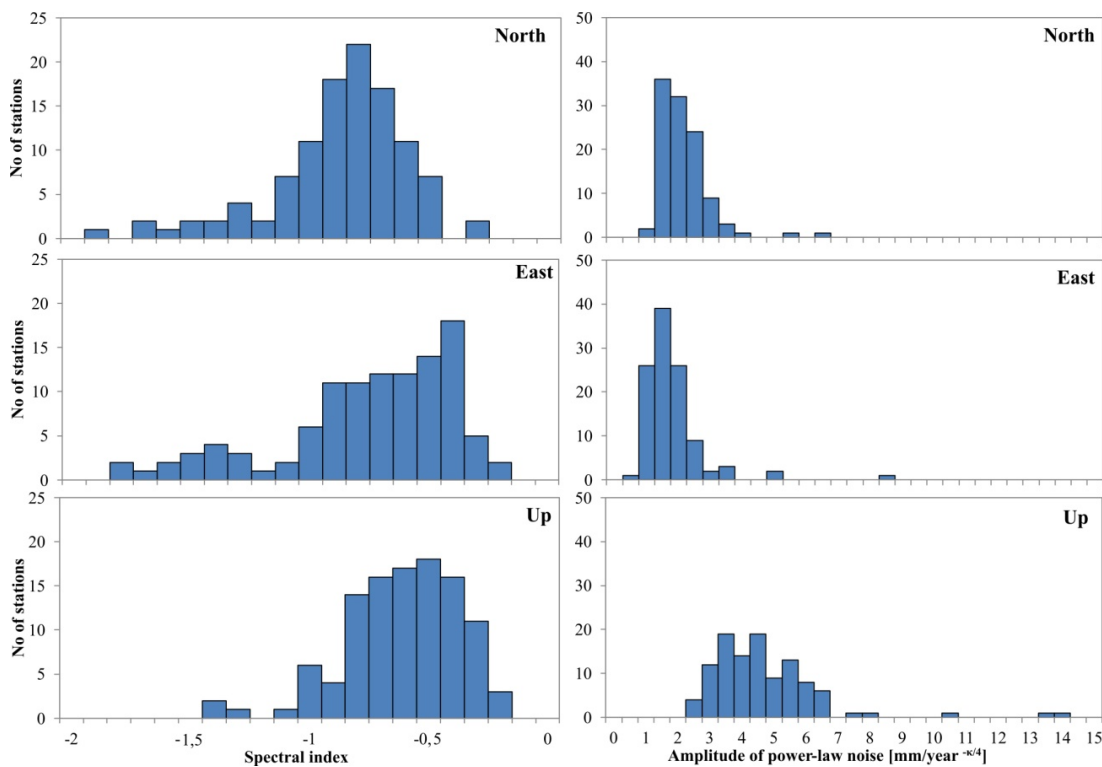 25 20 15 10 5 0
No of stations
North
50 40 30 20 10 0
North
25 20 15 10 5 0
No of stations
East
50 40 30 20 10 0
East
25 20 15 10 5 0
No of stations
Up
-2 -1,5 -1 -0,5 0
Spectral index
50 40 30 20 10 0
Up
0 1 2 3 4 5 6 7 8 9 10 11 12 13 14 15
Amplitude of power-law noise [mm/year -κ/4]